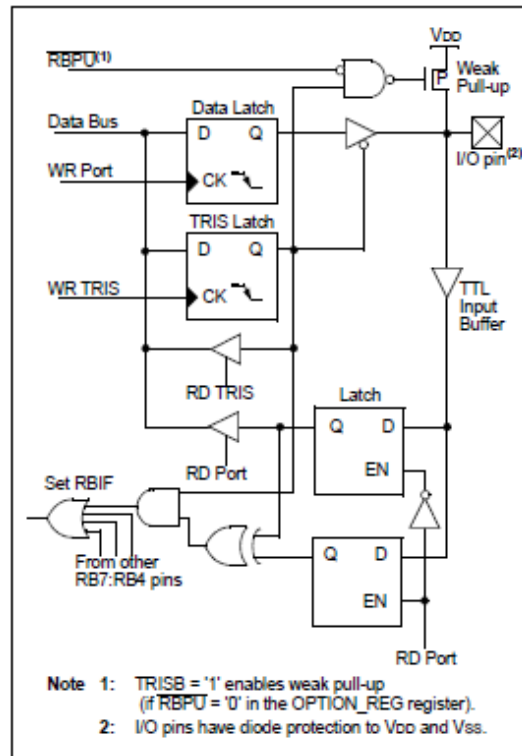 VDD
RBPU(1)
P
Weak
Pull-up
Data Latch
Data Bus
D Q
I/O pin(2)
WR Port
CK
TRIS Latch
D Q
WR TRIS
CK
TTL
Input
Buffer
RD TRIS
Latch
Q D
RD Port
EN
Set RBIF
Q D
From other
RB7:RB4 pins
EN
RD Port
Note 1: TRISB = '1' enables weak pull-up
(if RBPU = '0' in the OPTION_REG register).
2: I/O pins have diode protection to VDD and VSS.